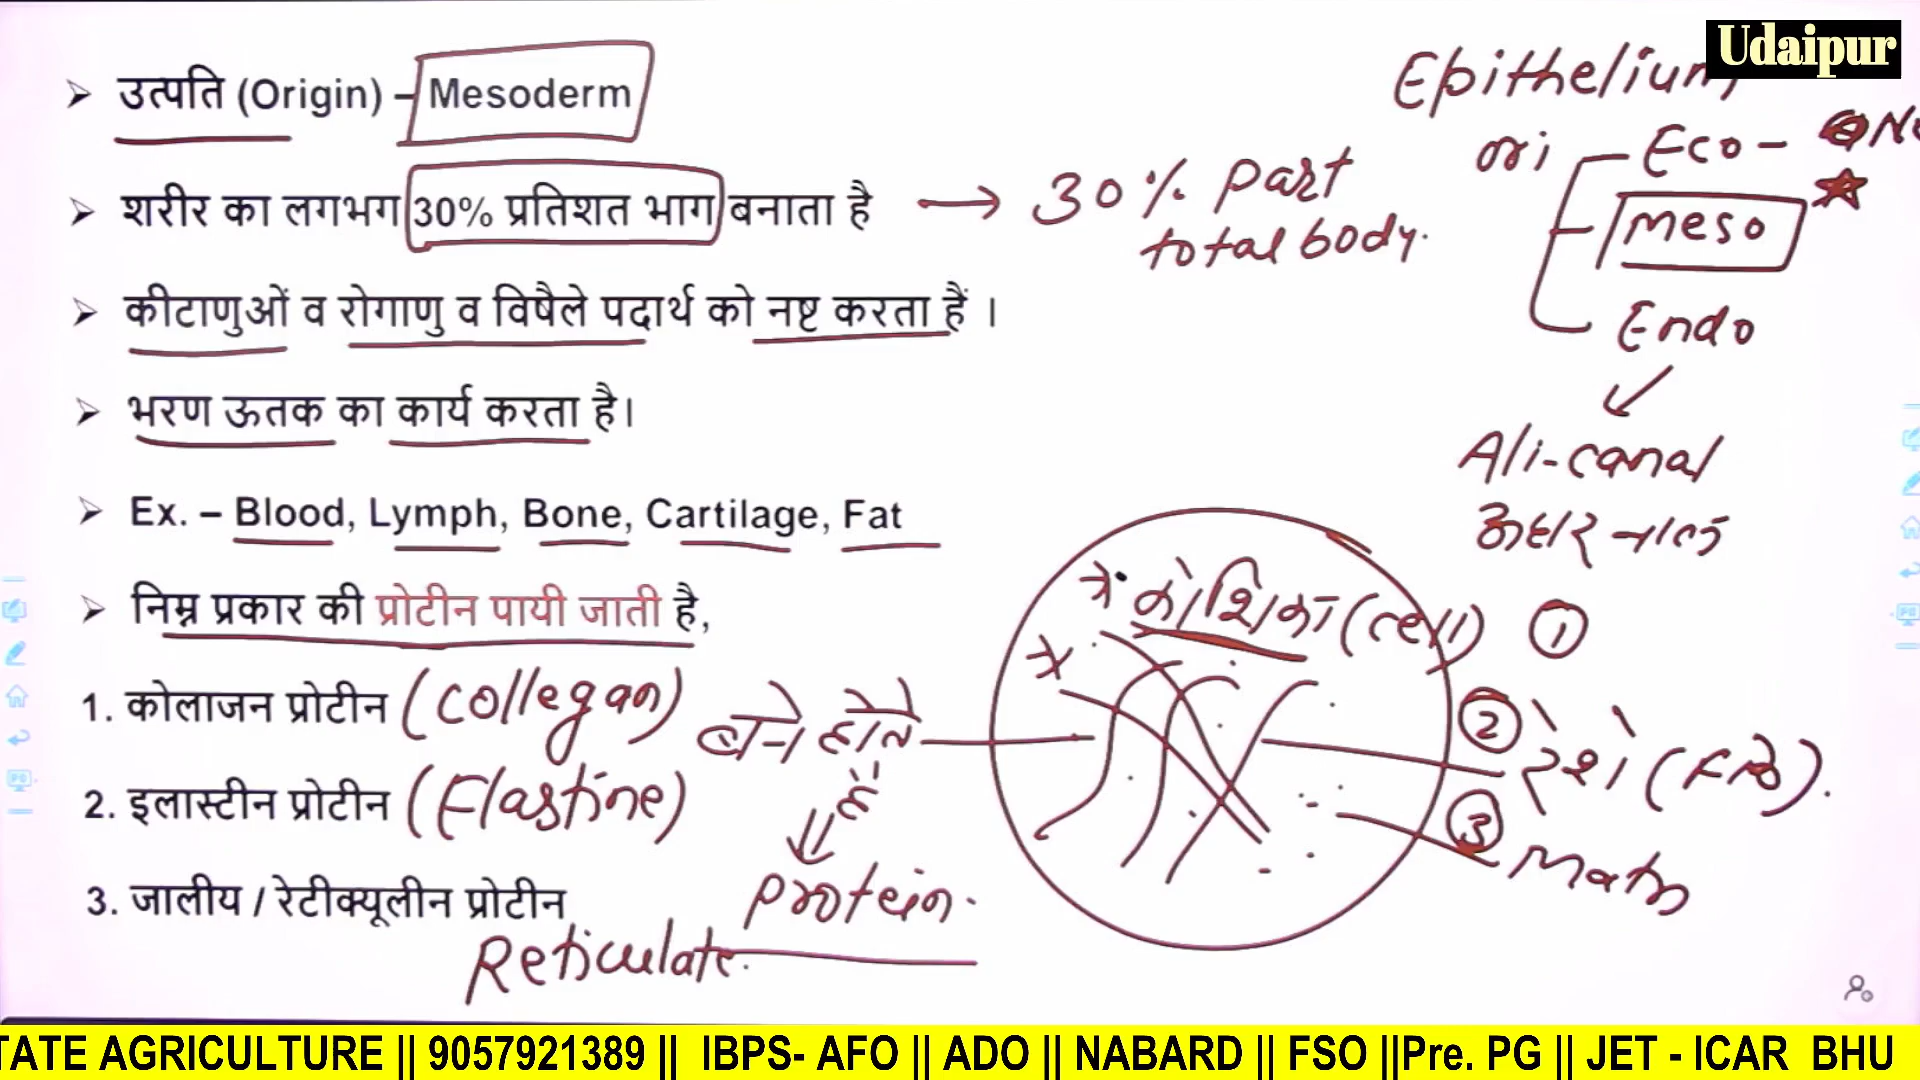 Udaipur
➢ उत्पति (Origin) – Mesoderm
➢ शरीर का लगभग 30% प्रतिशत भाग बनाता है → 30% Part
total body.
➢ कीटाणुओं व रोगाणु व विषैले पदार्थ को नष्ट करता हैं ।
➢ भरण ऊतक का कार्य करता है।
➢ Ex. – Blood, Lymph, Bone, Cartilage, Fat
➢ निम्न प्रकार की प्रोटीन पायी जाती है,
1. कोलाजन प्रोटीन (Collegan)
2. इलास्टीन प्रोटीन (Elastine)
3. जालीय / रेटीक्यूलीन प्रोटीन
Reticulate.
बने होते
है
Protein.
Epithelium
ori
Eco -
meso
Endo
Ali-canal
कोशिका (cell) 1
2 रेशे
3
TATE AGRICULTURE || 9057921389 || IBPS- AFO || ADO || NABARD || FSO ||Pre. PG || JET - ICAR BHU